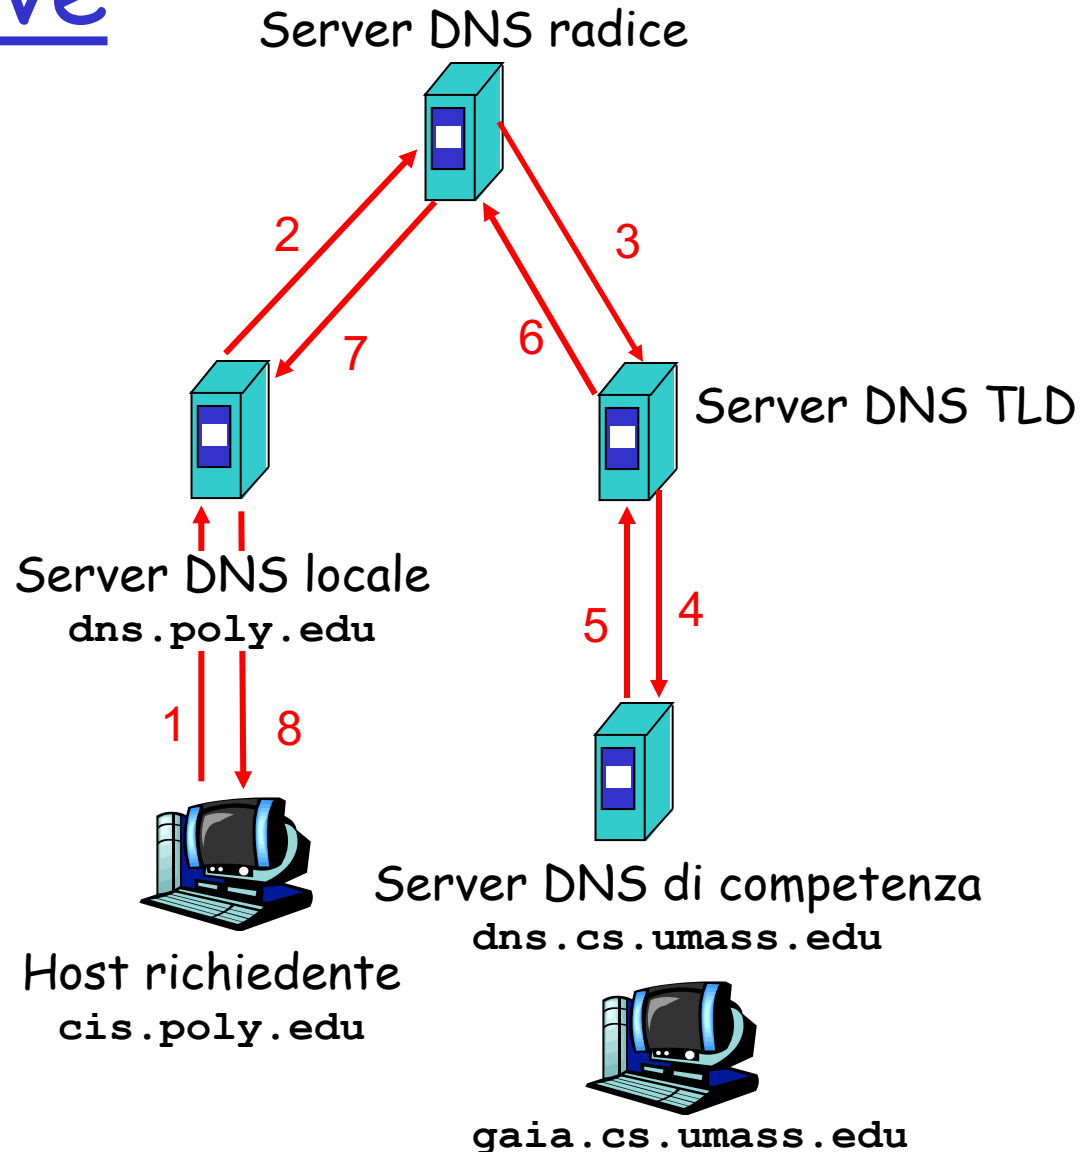 ve
Server DNS radice
2
3
7
6
Server DNS TLD
Server DNS locale
dns.poly.edu
5
4
1
8
Server DNS di competenza
dns.cs.umass.edu
Host richiedente
cis.poly.edu
gaia.cs.umass.edu